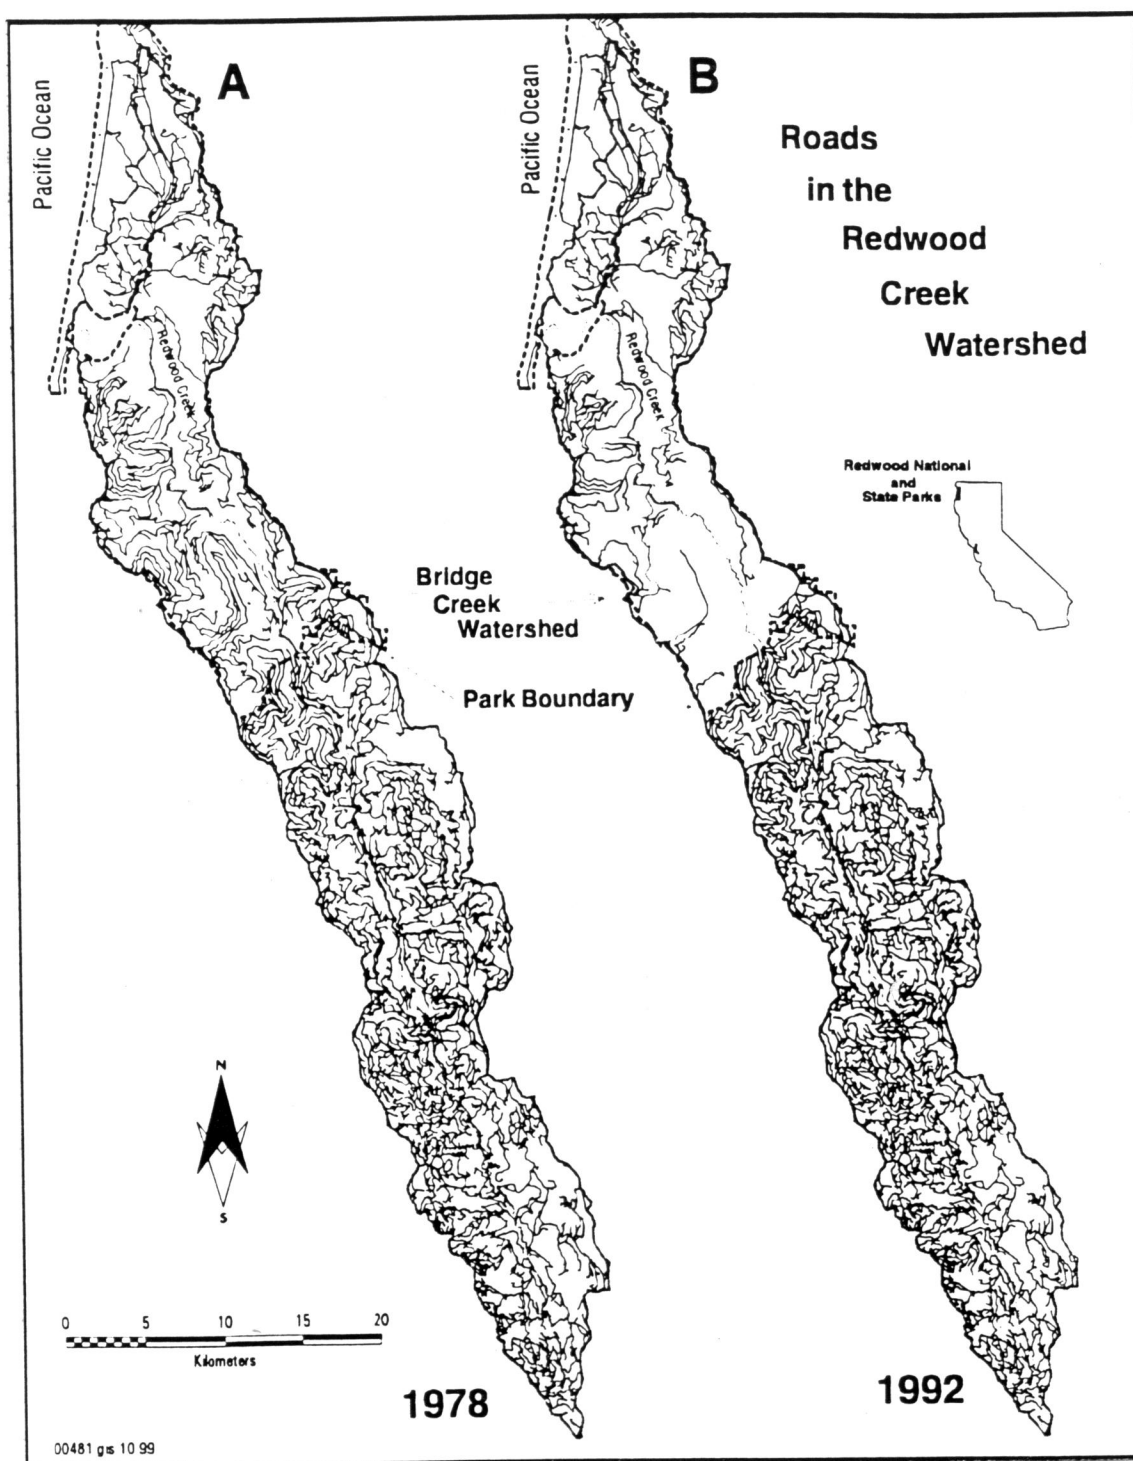 A
B
Pacific Ocean
Pacific Ocean
Roads
in the
Redwood
Creek
Watershed
Redwood Creek
Redwood Creek
Redwood National
and
State Parks
Bridge
Creek
Watershed
Park Boundary
N
S
0 5 10 15 20
Kilometers
1978
1992
00481 grs 10 99